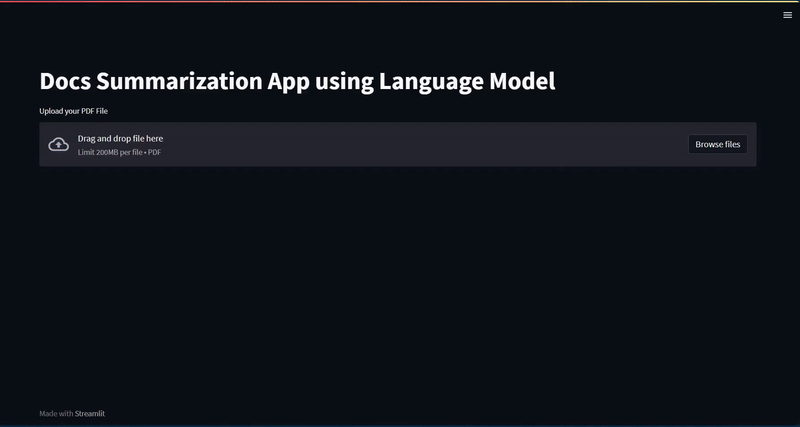 Docs Summarization App using Language Model
Upload your PDF File
Drag and drop file here
Limit 200MB per file • PDF
Browse files
Made with Streamlit